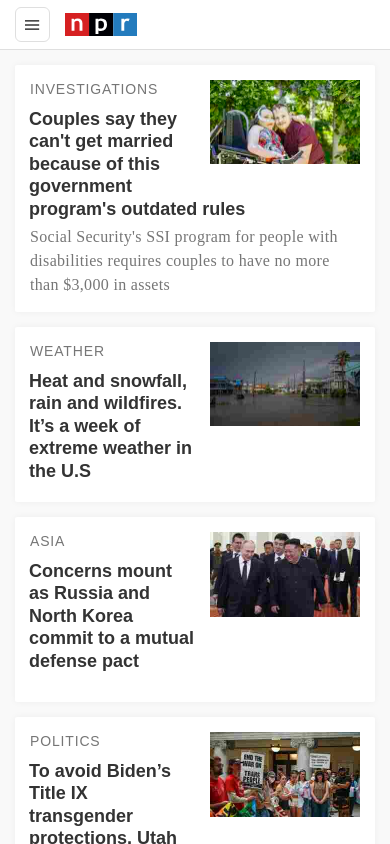 npr
INVESTIGATIONS
Couples say they
can't get married
because of this
government
program's outdated rules
Social Security's SSI program for people with
disabilities requires couples to have no more
than $3,000 in assets
WEATHER
Heat and snowfall,
rain and wildfires.
It’s a week of
extreme weather in
the U.S
ASIA
Concerns mount
as Russia and
North Korea
commit to a mutual
defense pact
POLITICS
To avoid Biden’s
Title IX
transgender
protections, Utah
END THE
WAR ON
TRANS
PEOPLE